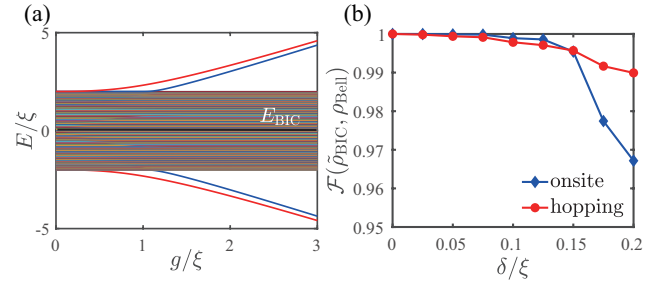 (a)
5
0
-5
E/ξ
E_BIC
0
1
2
3
g/ξ
(b)
1
0.99
0.98
0.97
0.96
0.95
F(ρ̃_BIC, ρ_Bell)
onsite
hopping
0
0.05
0.1
0.15
0.2
δ/ξ